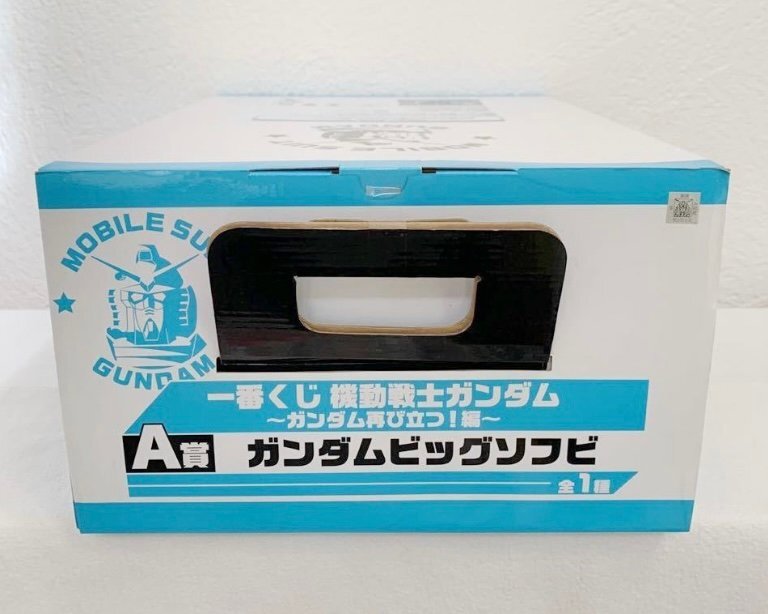 MOBILE SU
GUNDAM
一番くじ 機動戦士ガンダム
～ガンダム再び立つ!編～
A賞 ガンダムビッグソフビ
全1種